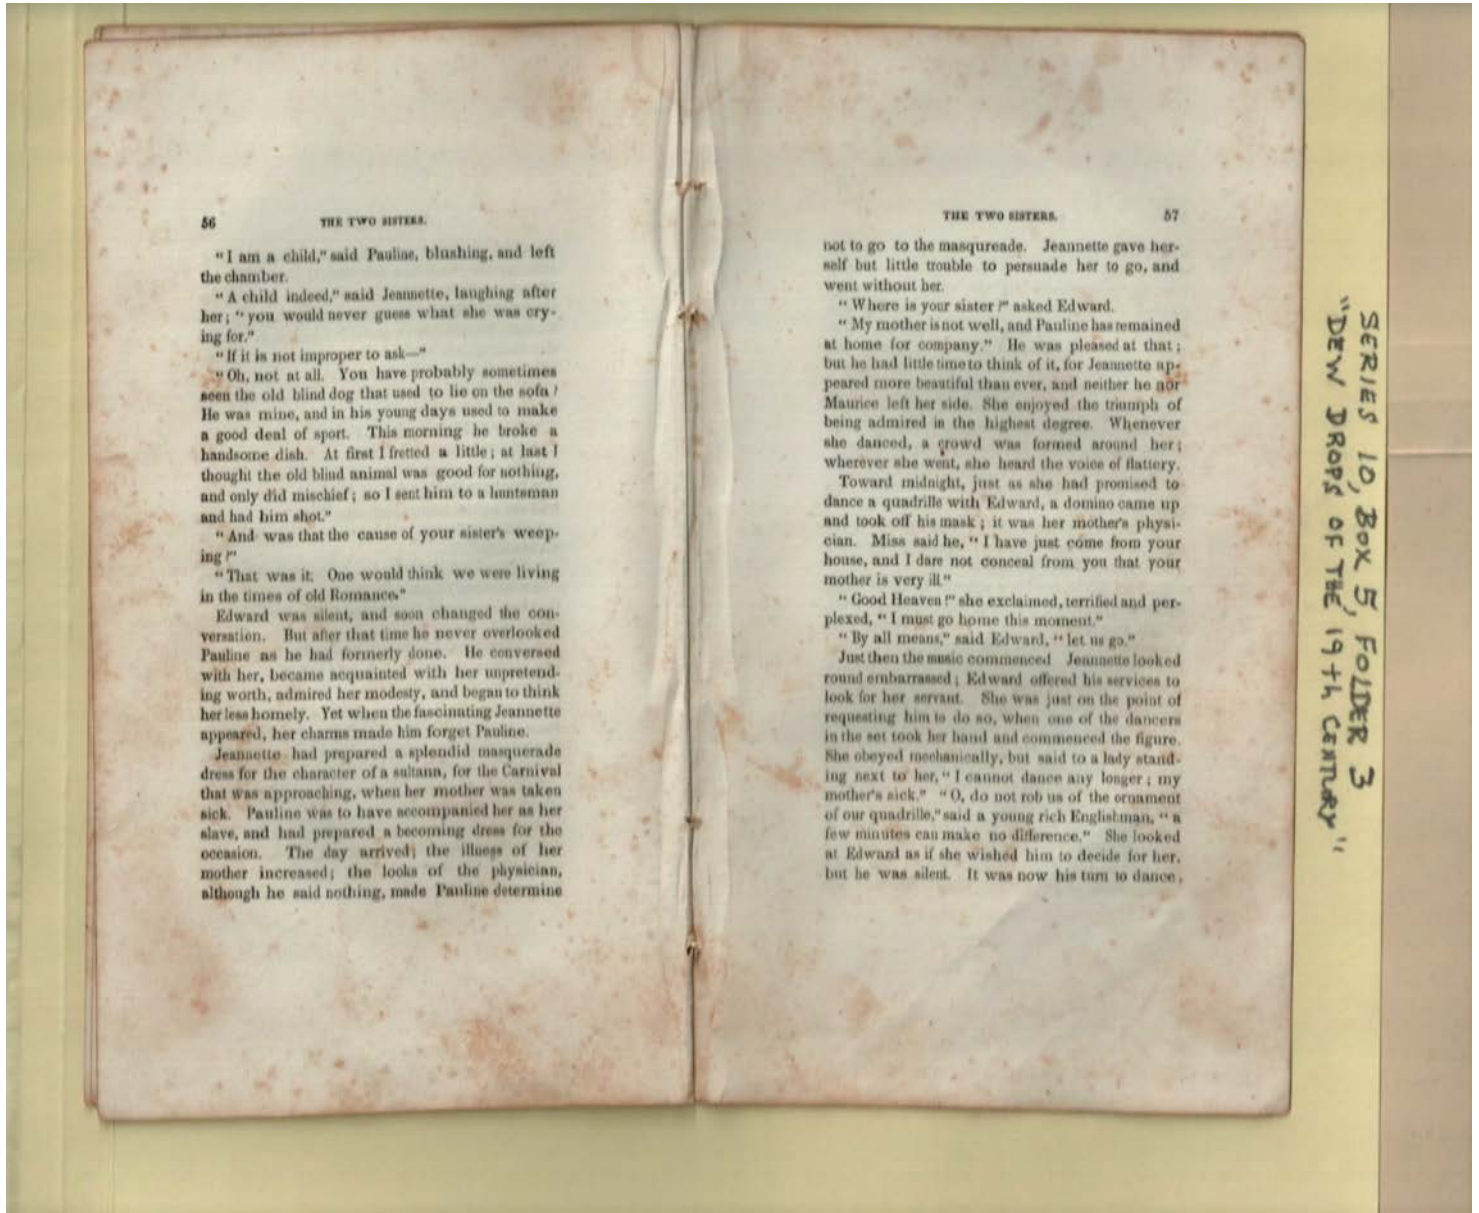 56 THE TWO SISTERS.
"I am a child," said Pauline, blushing, and left
the chamber.
"A child indeed," said Jeannette, laughing after
her; "you would never guess what she was cry-
ing for."
"If it is not improper to ask—"
"Oh, not at all. You have probably sometimes
seen the old blind dog that used to lie on the sofa?
He was mine, and in his young days used to make
a good deal of sport. This morning he broke a
handsome dish. At first I fretted a little; at last I
thought the old blind animal was good for nothing,
and only did mischief; so I sent him to a huntsman
and had him shot."
"And was that the cause of your sister's weep-
ing?"
"That was it. One would think we were living
in the times of old Romance."
Edward was silent, and soon changed the con-
versation. But after that time he never overlooked
Pauline as he had formerly done. He conversed
with her, became acquainted with her unpretend-
ing worth, admired her modesty, and began to think
her less homely. Yet when the fascinating Jeannette
appeared, her charms made him forget Pauline.
Jeannette had prepared a splendid masquerade
dress for the character of a sultana, for the Carnival
that was approaching, when her mother was taken
sick. Pauline was to have accompanied her as her
slave, and had prepared a becoming dress for the
occasion. The day arrived; the illness of her
mother increased; the looks of the physician,
although he said nothing, made Pauline determine
THE TWO SISTERS. 57
not to go to the masqureade. Jeannette gave her-
self but little trouble to persuade her to go, and
went without her.
"Where is your sister?" asked Edward.
"My mother is not well, and Pauline has remained
at home for company." He was pleased at that;
but he had little time to think of it, for Jeannette ap-
peared more beautiful than ever, and neither he nor
Maurice left her side. She enjoyed the triumph of
being admired in the highest degree. Whenever
she danced, a crowd was formed around her;
wherever she went, she heard the voice of flattery.
Toward midnight, just as she had promised to
dance a quadrille with Edward, a domino came up
and took off his mask; it was her mother's physi-
cian. Miss said he, "I have just come from your
house, and I dare not conceal from you that your
mother is very ill."
"Good Heaven!" she exclaimed, terrified and per-
plexed, "I must go home this moment."
"By all means," said Edward, "let us go."
Just then the music commenced Jeannette looked
round embarrassed; Edward offered his services to
look for her servant. She was just on the point of
requesting him to do so, when one of the dancers
in the set took her hand and commenced the figure.
She obeyed mechanically, but said to a lady stand-
ing next to her, "I cannot dance any longer; my
mother's sick." "O, do not rob us of the ornament
of our quadrille," said a young rich Englishman, "a
few minutes can make no difference." She looked
at Edward as if she wished him to decide for her,
but he was silent. It was now his turn to dance,
SERIES 10, BOX 5, FOLDER 3
"DEW DROPS OF THE 19th CENTURY"